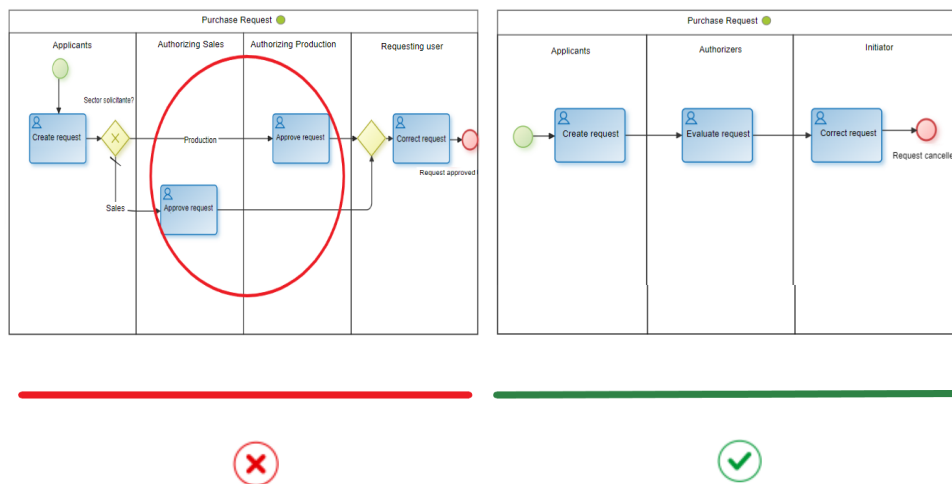 Purchase Request
Applicants
Authorizing Sales
Authorizing Production
Requesting user
Sector solicitante?
Create request
Production
Approve request
Correct request
Request approved
Sales
Approve request
Purchase Request
Applicants
Authorizers
Initiator
Create request
Evaluate request
Correct request
Request cancelle